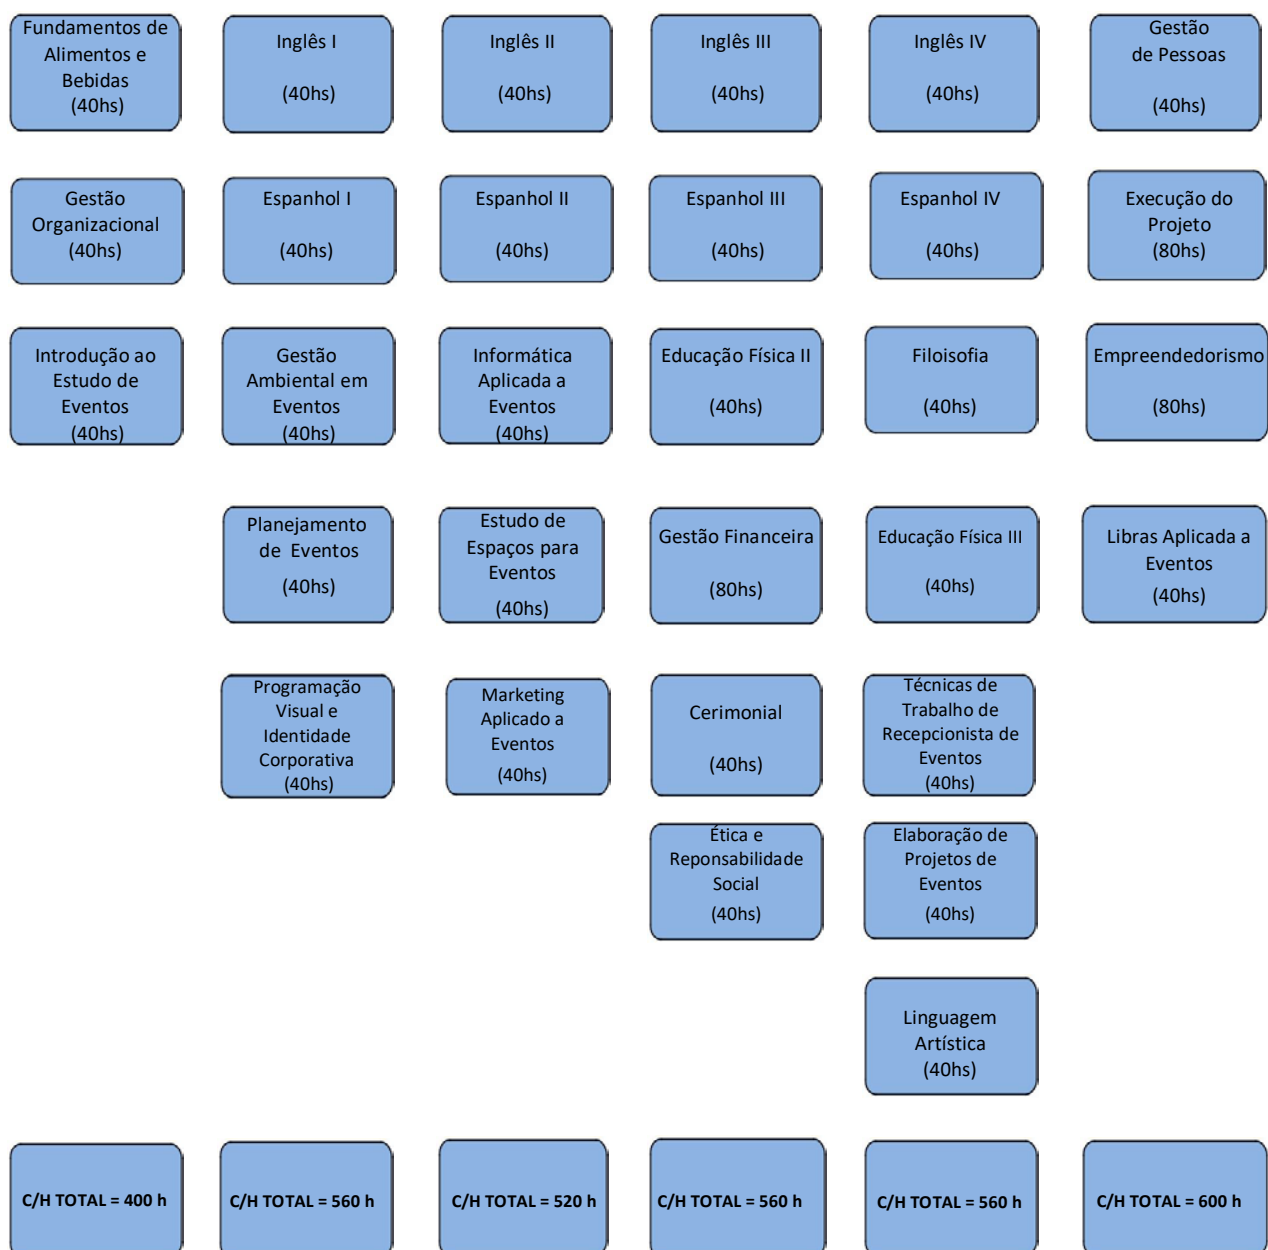 Fundamentos de
Alimentos e
Bebidas
(40hs)
Inglês I
(40hs)
Inglês II
(40hs)
Inglês III
(40hs)
Inglês IV
(40hs)
Gestão
de Pessoas
(40hs)
Gestão
Organizacional
(40hs)
Espanhol I
(40hs)
Espanhol II
(40hs)
Espanhol III
(40hs)
Espanhol IV
(40hs)
Execução do
Projeto
(80hs)
Introdução ao
Estudo de
Eventos
(40hs)
Gestão
Ambiental em
Eventos
(40hs)
Informática
Aplicada a
Eventos
(40hs)
Educação Física II
(40hs)
Filoisofia
(40hs)
Empreendedorismo
(80hs)
Planejamento
de Eventos
(40hs)
Estudo de
Espaços para
Eventos
(40hs)
Gestão Financeira
(80hs)
Educação Física III
(40hs)
Libras Aplicada a
Eventos
(40hs)
Programação
Visual e
Identidade
Corporativa
(40hs)
Marketing
Aplicado a
Eventos
(40hs)
Cerimonial
(40hs)
Técnicas de
Trabalho de
Recepcionista de
Eventos
(40hs)
Ética e
Reponsabilidade
Social
(40hs)
Elaboração de
Projetos de
Eventos
(40hs)
Linguagem
Artística
(40hs)
C/H TOTAL = 400 h
C/H TOTAL = 560 h
C/H TOTAL = 520 h
C/H TOTAL = 560 h
C/H TOTAL = 560 h
C/H TOTAL = 600 h